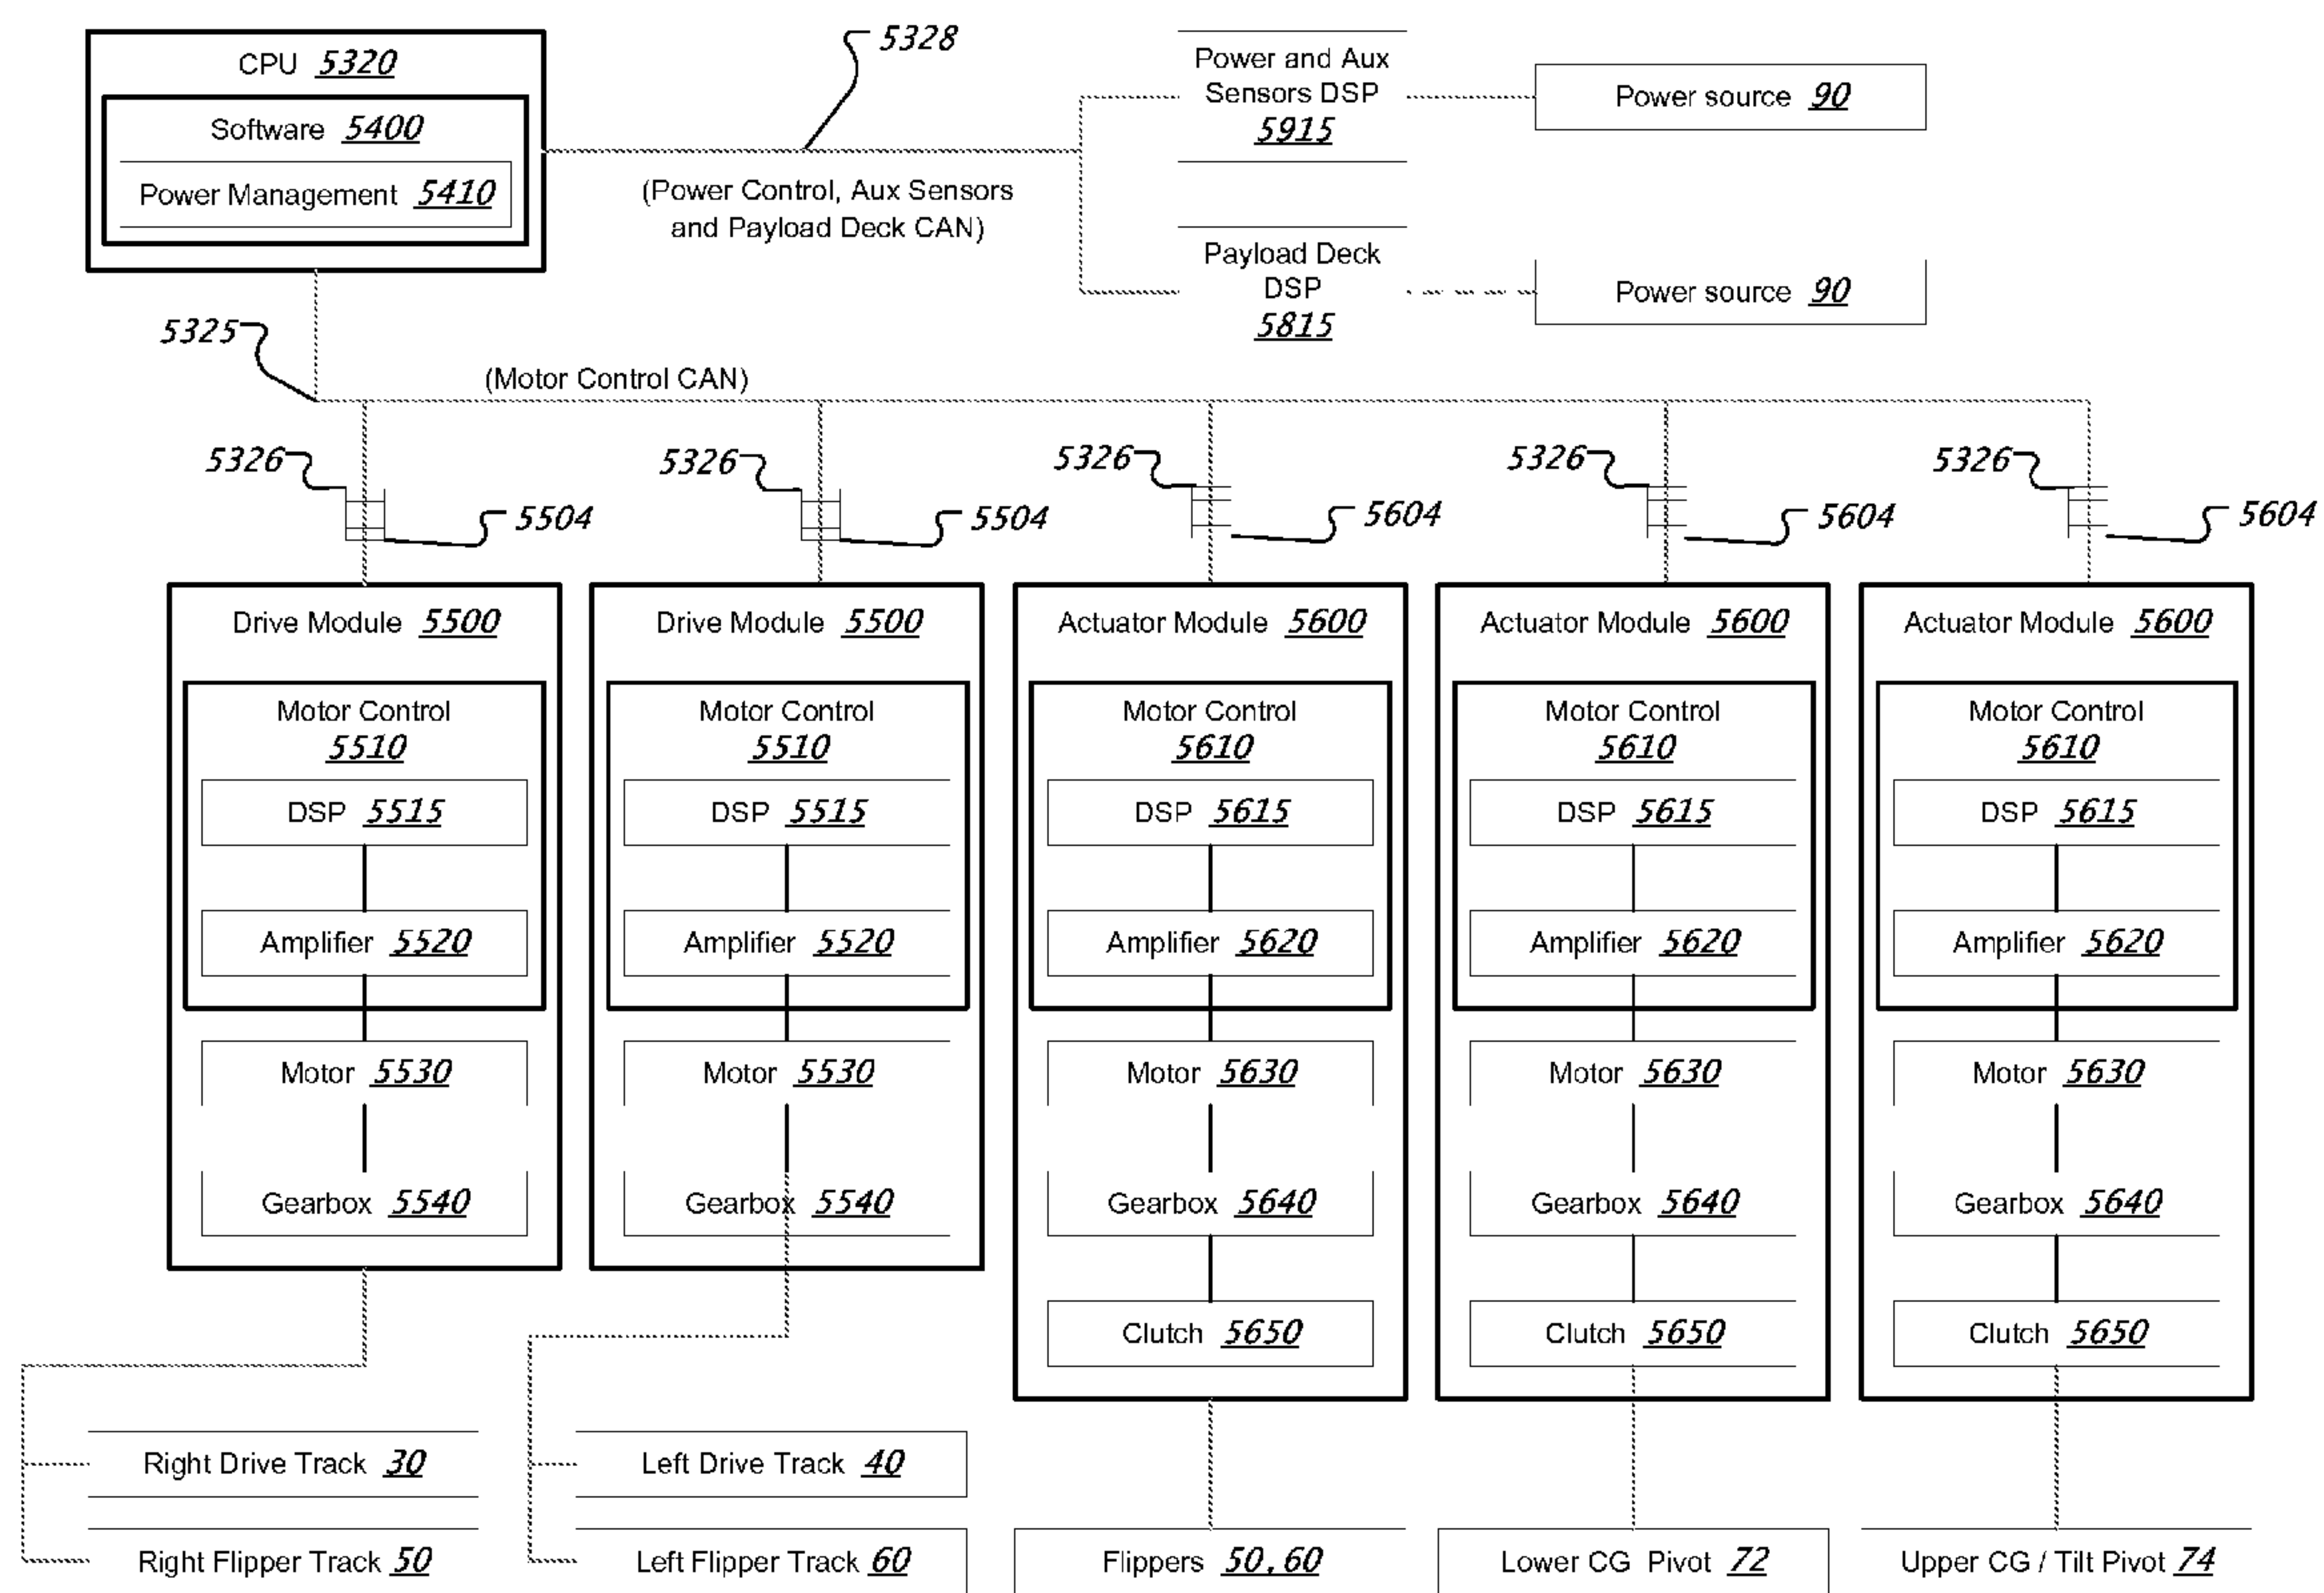 CPU 5320
Software 5400
Power Management 5410
5328
(Power Control, Aux Sensors
and Payload Deck CAN)
Power and Aux
Sensors DSP
5915
Power source 90
Payload Deck
DSP
5815
Power source 90
5325
(Motor Control CAN)
5326
5504
5326
5504
5326
5604
5326
5604
5326
5604
Drive Module 5500
Motor Control
5510
DSP 5515
Amplifier 5520
Motor 5530
Gearbox 5540
Drive Module 5500
Motor Control
5510
DSP 5515
Amplifier 5520
Motor 5530
Gearbox 5540
Actuator Module 5600
Motor Control
5610
DSP 5615
Amplifier 5620
Motor 5630
Gearbox 5640
Clutch 5650
Actuator Module 5600
Motor Control
5610
DSP 5615
Amplifier 5620
Motor 5630
Gearbox 5640
Clutch 5650
Actuator Module 5600
Motor Control
5610
DSP 5615
Amplifier 5620
Motor 5630
Gearbox 5640
Clutch 5650
Right Drive Track 30
Right Flipper Track 50
Left Drive Track 40
Left Flipper Track 60
Flippers 50, 60
Lower CG Pivot 72
Upper CG / Tilt Pivot 74